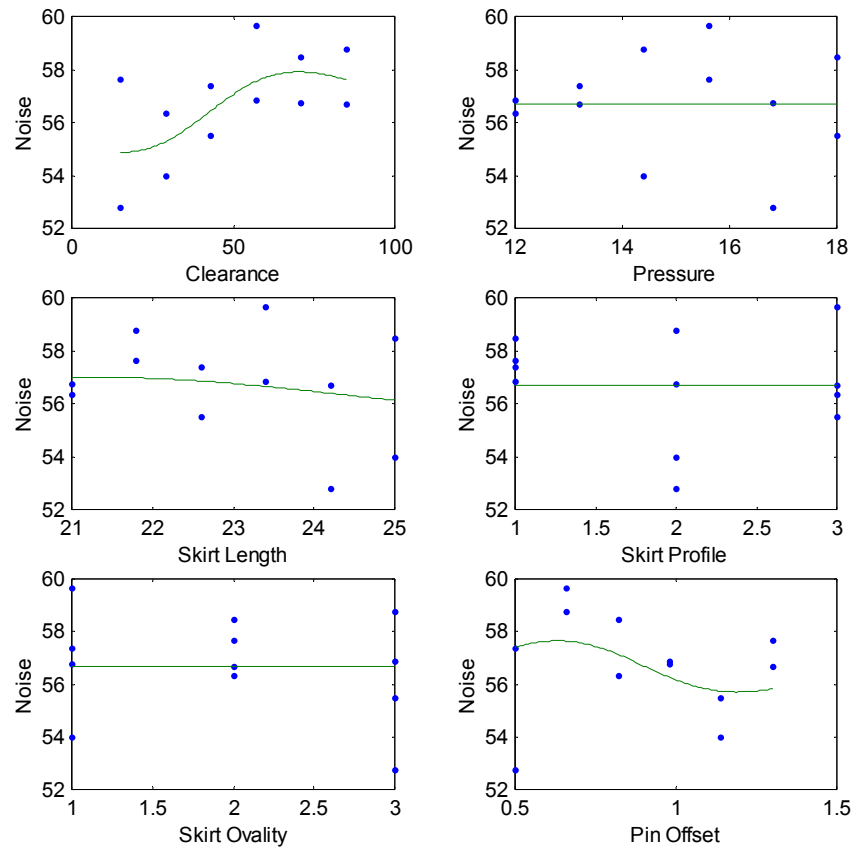 60
58
56
54
52
Noise
0 50 100
Clearance
60
58
56
54
52
Noise
12 14 16 18
Pressure
60
58
56
54
52
Noise
21 22 23 24 25
Skirt Length
60
58
56
54
52
Noise
1 1.5 2 2.5 3
Skirt Profile
60
58
56
54
52
Noise
1 1.5 2 2.5 3
Skirt Ovality
60
58
56
54
52
Noise
0.5 1 1.5
Pin Offset